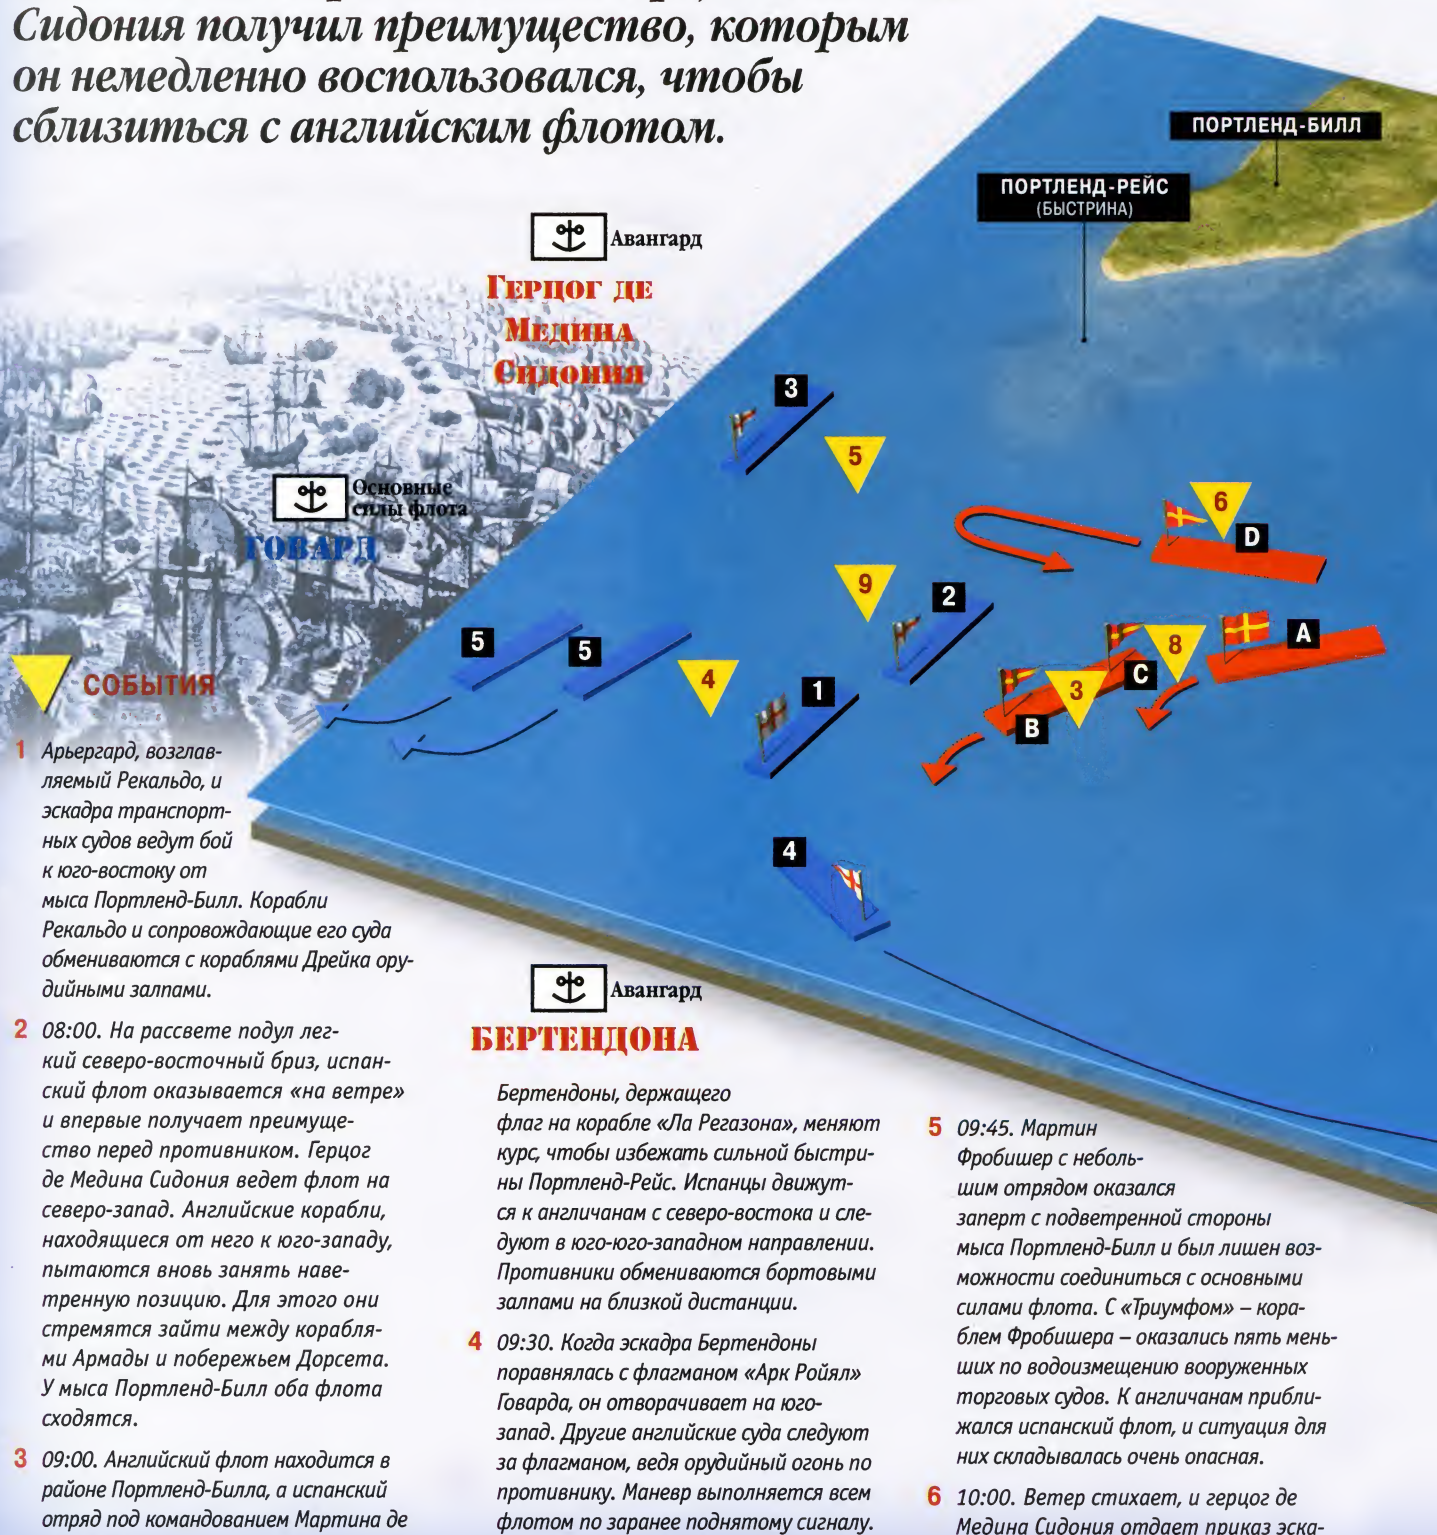 Сидония получил преимущество, которым
он немедленно воспользовался, чтобы
сблизиться с английским флотом.
ПОРТЛЕНД-БИЛЛ
ПОРТЛЕНД-РЕЙС
(БЫСТРИНА)
Авангард
ГЕРЦОГ ДЕ
МЕДИНА
СИДОНИЯ
3
5
Основные
силы флота
ГОВАРД
6
D
9
2
5
5
4
1
8
A
C
3
B
4
СОБЫТИЯ
1 Арьергард, возглав-
ляемый Рекальдо, и
эскадра транспорт-
ных судов ведут бой
к юго-востоку от
мыса Портленд-Билл. Корабли
Рекальдо и сопровождающие его суда
обмениваются с кораблями Дрейка ору-
дийными залпами.
2 08:00. На рассвете подул лег-
кий северо-восточный бриз, испан-
ский флот оказывается «на ветре»
и впервые получает преимуще-
ство перед противником. Герцог
де Медина Сидония ведет флот на
северо-запад. Английские корабли,
находящиеся от него к юго-западу,
пытаются вновь занять наве-
тренную позицию. Для этого они
стремятся зайти между корабля-
ми Армады и побережьем Дорсета.
У мыса Портленд-Билл оба флота
сходятся.
3 09:00. Английский флот находится в
районе Портленд-Билла, а испанский
отряд под командованием Мартина де
Авангард
БЕРТЕНДОНА
Бертендоны, держащего
флаг на корабле «Ла Регазона», меняют
курс, чтобы избежать сильной быстри-
ны Портленд-Рейс. Испанцы движут-
ся к англичанам с северо-востока и сле-
дуют в юго-юго-западном направлении.
Противники обмениваются бортовыми
залпами на близкой дистанции.
4 09:30. Когда эскадра Бертендоны
поравнялась с флагманом «Арк Ройял»
Говарда, он отворачивает на юго-
запад. Другие английские суда следуют
за флагманом, ведя орудийный огонь по
противнику. Маневр выполняется всем
флотом по заранее поднятому сигналу.
5 09:45. Мартин
Фробишер с неболь-
шим отрядом оказался
заперт с подветренной стороны
мыса Портленд-Билл и был лишен воз-
можности соединиться с основными
силами флота. С «Триумфом» – кора-
блем Фробишера – оказались пять мень-
ших по водоизмещению вооруженных
торговых судов. К англичанам прибли-
жался испанский флот, и ситуация для
них складывалась очень опасная.
6 10:00. Ветер стихает, и герцог де
Медина Сидония отдает приказ эска-